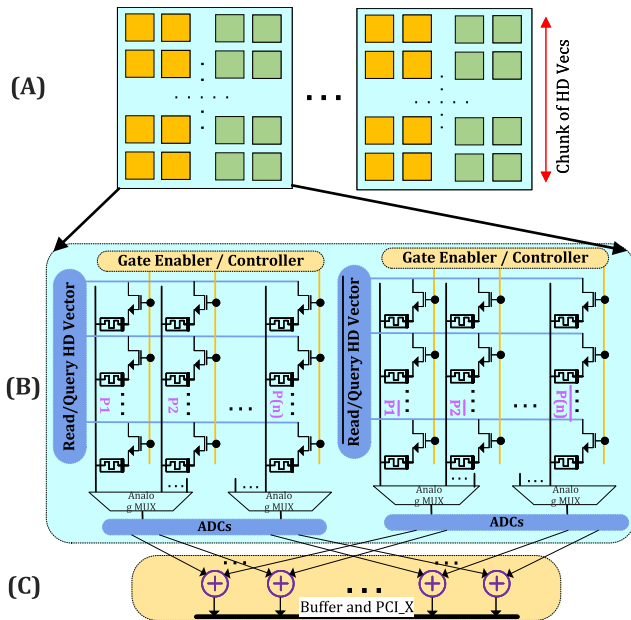 (A)
Chunk of HD Vecs
Gate Enabler / Controller
Gate Enabler / Controller
(B)
Read/Query HD Vector
Read/Query HD Vector
P1
P2
P(n)
P1
P2
P(n)
Analo
g MUX
Analo
g MUX
Analo
g MUX
Analo
g MUX
ADCs
ADCs
(C)
Buffer and PCI_X